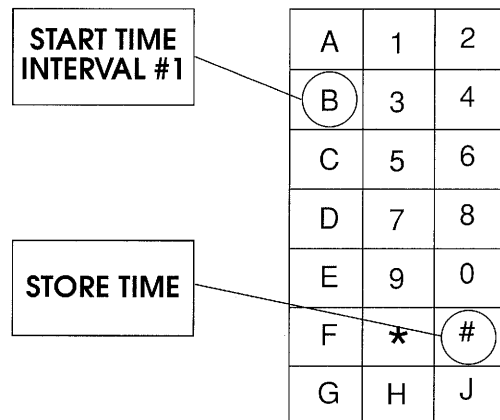 START TIME
INTERVAL #1
A 1 2
B 3 4
C 5 6
D 7 8
STORE TIME
E 9 0
F * #
G H J